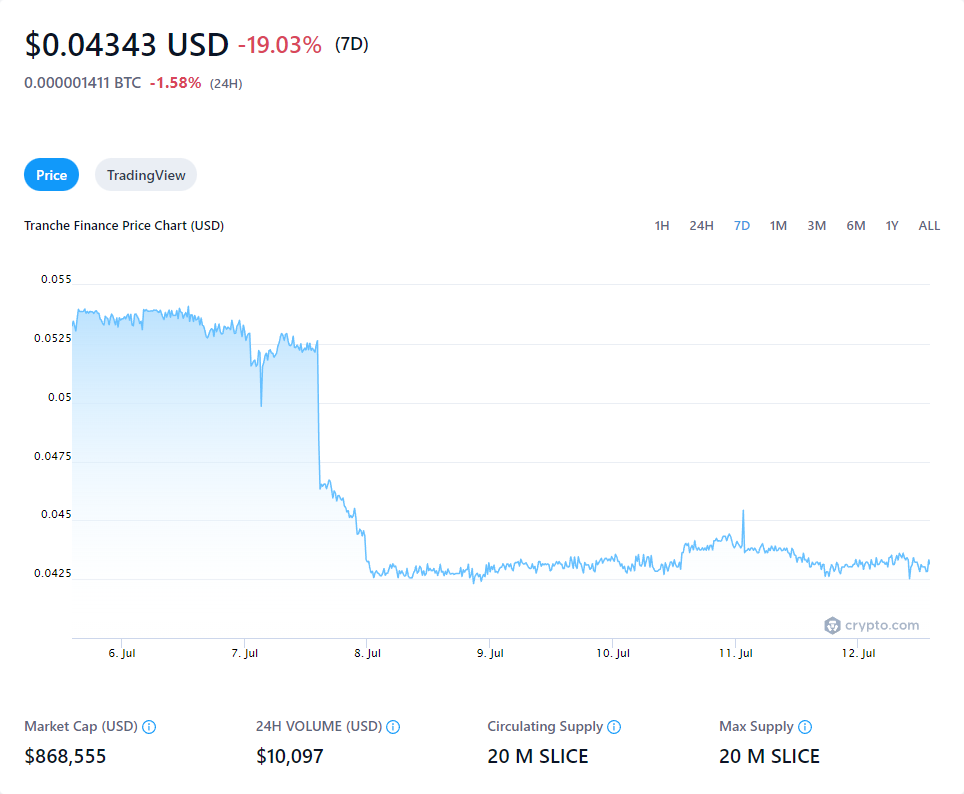 $0.04343 USD -19.03% (7D)
0.000001411 BTC -1.58% (24H)
Price TradingView
Tranche Finance Price Chart (USD) 1H 24H 7D 1M 3M 6M 1Y ALL
0.055
0.0525
0.05
0.0475
0.045
0.0425
crypto.com
6. Jul 7. Jul 8. Jul 9. Jul 10. Jul 11. Jul 12. Jul
Market Cap (USD) 24H VOLUME (USD) Circulating Supply Max Supply
$868,555 $10,097 20 M SLICE 20 M SLICE